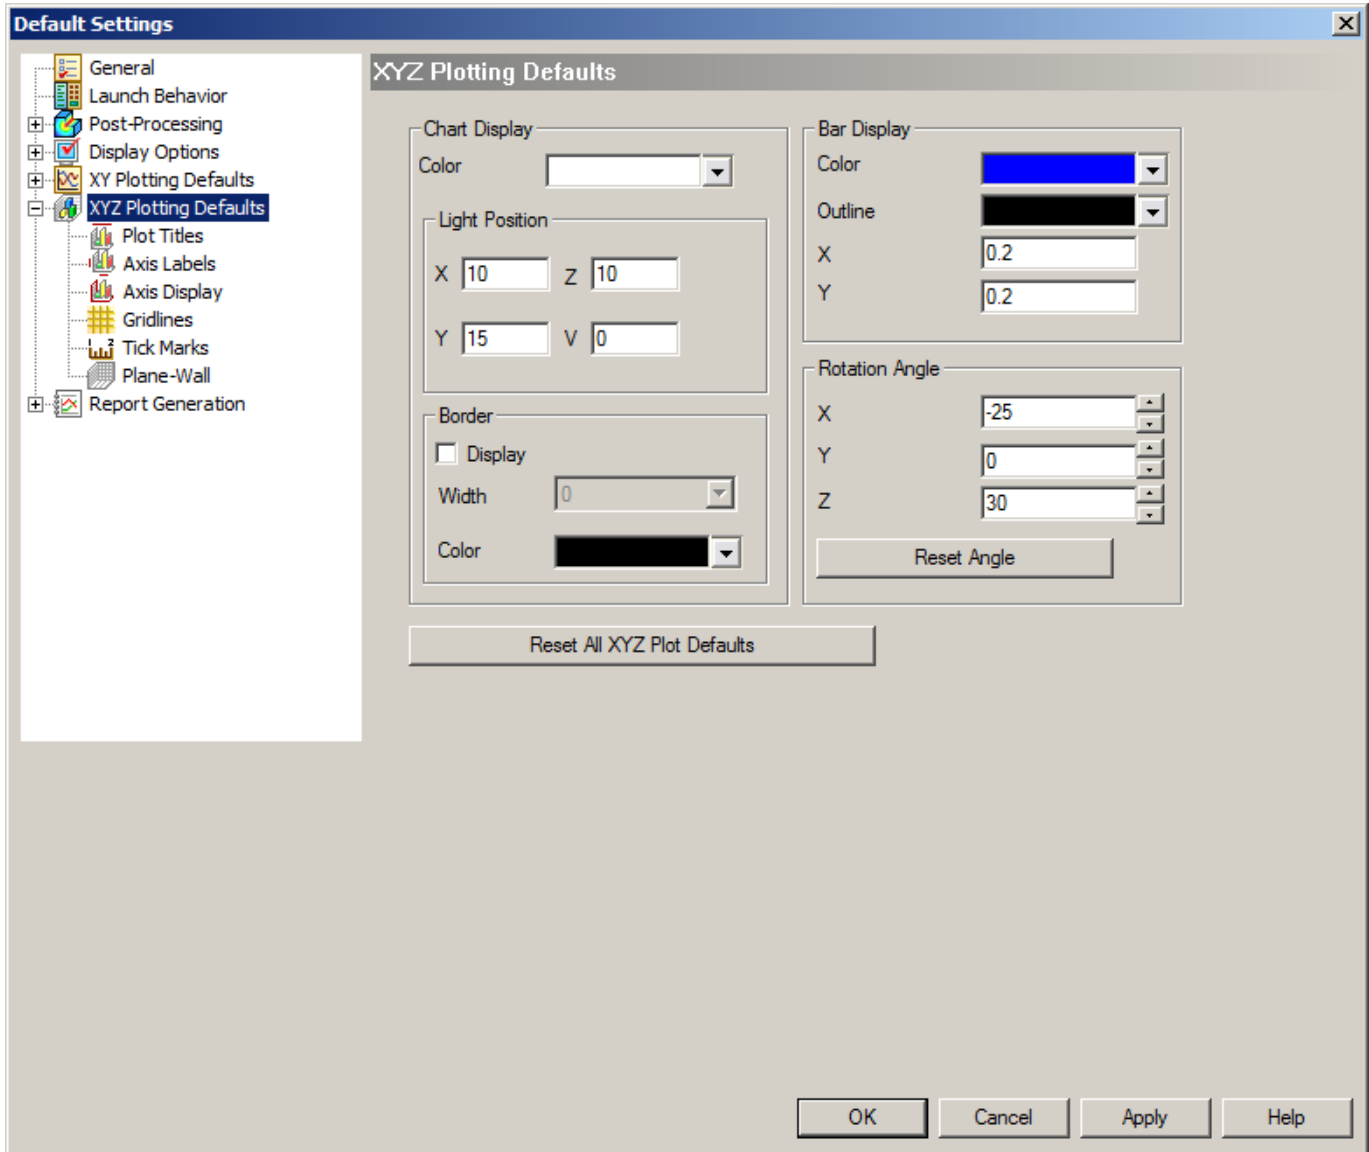 Default Settings
General
Launch Behavior
Post-Processing
Display Options
XY Plotting Defaults
XYZ Plotting Defaults
Plot Titles
Axis Labels
Axis Display
Gridlines
Tick Marks
Plane-Wall
Report Generation
XYZ Plotting Defaults
Chart Display
Color
Light Position
X 10 Z 10
Y 15 V 0
Border
Display
Width 0
Color
Bar Display
Color
Outline
X 0.2
Y 0.2
Rotation Angle
X -25
Y 0
Z 30
Reset Angle
Reset All XYZ Plot Defaults
OK Cancel Apply Help